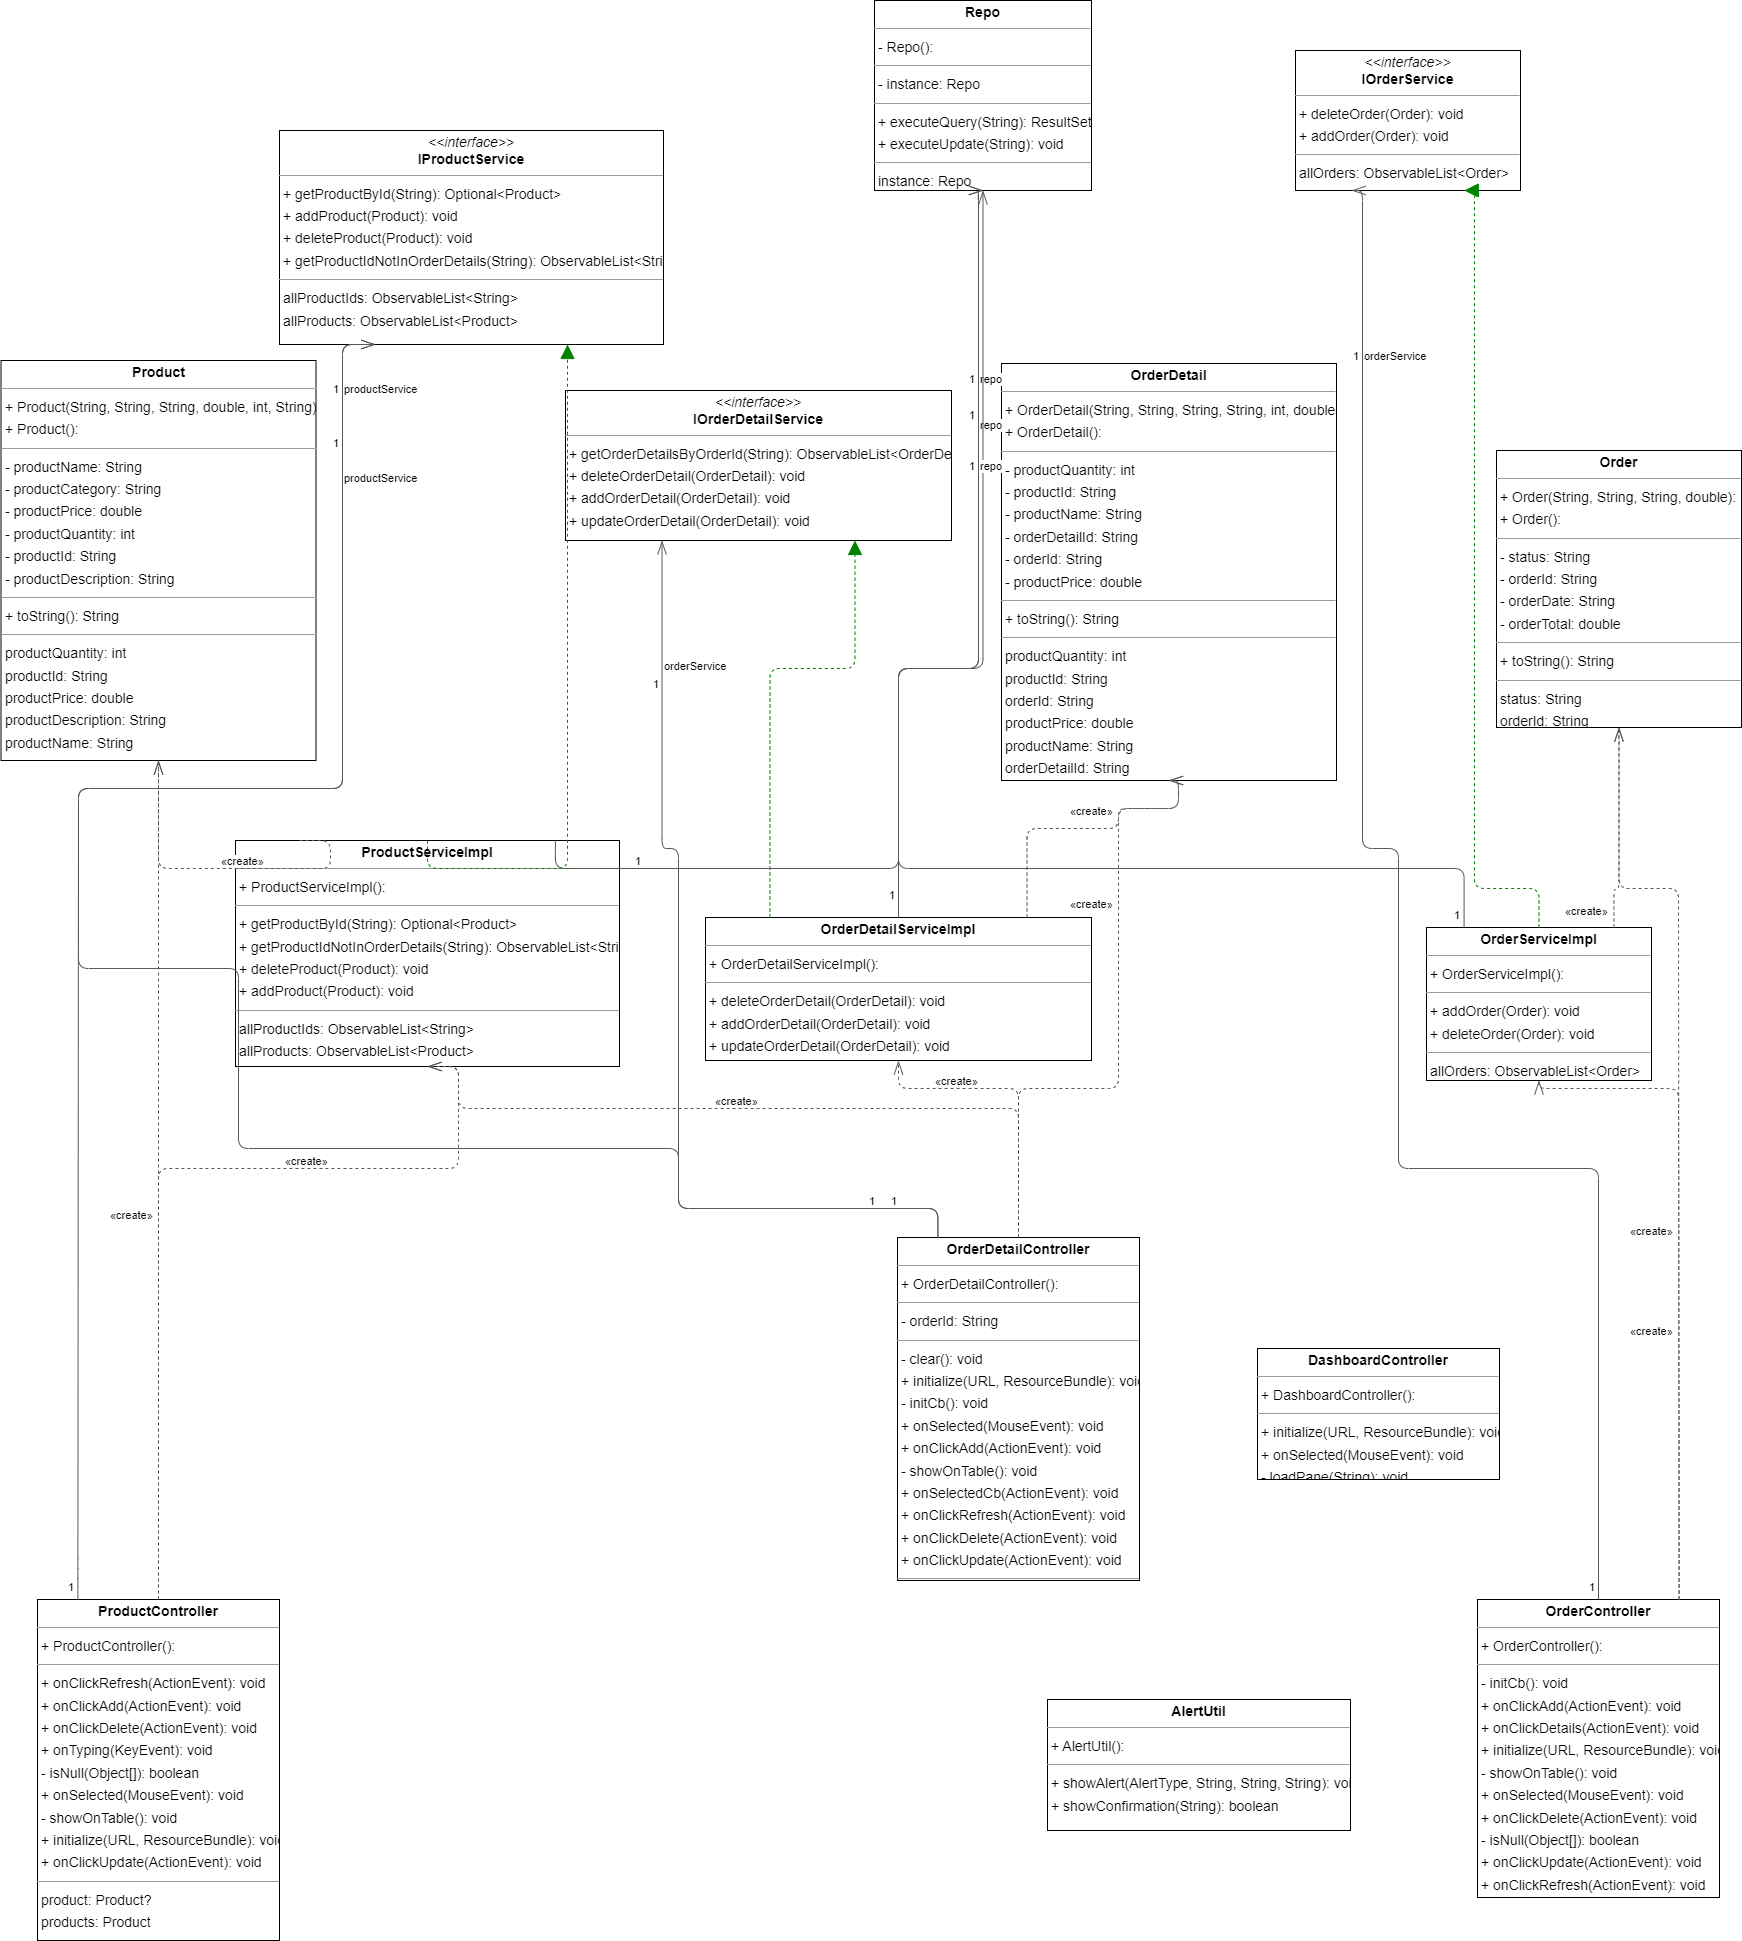 Repo
- Repo():
- instance: Repo
+ executeQuery(String): ResultSet
+ executeUpdate(String): void
instance: Repo
<<interface>>
IOrderService
+ deleteOrder(Order): void
+ addOrder(Order): void
allOrders: ObservableList<Order>
<<interface>>
IProductService
+ getProductById(String): Optional<Product>
+ addProduct(Product): void
+ deleteProduct(Product): void
+ getProductIdNotInOrderDetails(String): ObservableList<Stri
allProductIds: ObservableList<String>
allProducts: ObservableList<Product>
1 productService
1
productService
1 orderService
1 repo
1
repo
1 repo
Product
+ Product(String, String, String, double, int, String)
+ Product():
- productName: String
- productCategory: String
- productPrice: double
- productQuantity: int
- productId: String
- productDescription: String
+ toString(): String
productQuantity: int
productId: String
productPrice: double
productDescription: String
productName: String
<<interface>>
IOrderDetailService
+ getOrderDetailsByOrderId(String): ObservableList<OrderDe
+ deleteOrderDetail(OrderDetail): void
+ addOrderDetail(OrderDetail): void
+ updateOrderDetail(OrderDetail): void
OrderDetail
+ OrderDetail(String, String, String, String, int, double
+ OrderDetail():
- productQuantity: int
- productId: String
- productName: String
- orderDetailId: String
- orderId: String
- productPrice: double
+ toString(): String
productQuantity: int
productId: String
orderId: String
productPrice: double
productName: String
orderDetailId: String
Order
+ Order(String, String, String, double):
+ Order():
- status: String
- orderId: String
- orderDate: String
- orderTotal: double
+ toString(): String
status: String
orderId: String
orderService
1
«create»
«create»
1
1
«create»
1
«create»
ProductServiceImpl
+ ProductServiceImpl():
+ getProductById(String): Optional<Product>
+ getProductIdNotInOrderDetails(String): ObservableList<Stri
+ deleteProduct(Product): void
+ addProduct(Product): void
allProductIds: ObservableList<String>
allProducts: ObservableList<Product>
OrderDetailServiceImpl
+ OrderDetailServiceImpl():
+ deleteOrderDetail(OrderDetail): void
+ addOrderDetail(OrderDetail): void
+ updateOrderDetail(OrderDetail): void
OrderServiceImpl
+ OrderServiceImpl():
+ addOrder(Order): void
+ deleteOrder(Order): void
allOrders: ObservableList<Order>
«create»
«create»
«create»
«create»
1 1
«create»
«create»
OrderDetailController
+ OrderDetailController():
- orderId: String
- clear(): void
+ initialize(URL, ResourceBundle): void
- initCb(): void
+ onSelected(MouseEvent): void
+ onClickAdd(ActionEvent): void
- showOnTable(): void
+ onSelectedCb(ActionEvent): void
+ onClickRefresh(ActionEvent): void
+ onClickDelete(ActionEvent): void
+ onClickUpdate(ActionEvent): void
DashboardController
+ DashboardController():
+ initialize(URL, ResourceBundle): void
+ onSelected(MouseEvent): void
- loadPane(String): void
1
ProductController
+ ProductController():
+ onClickRefresh(ActionEvent): void
+ onClickAdd(ActionEvent): void
+ onClickDelete(ActionEvent): void
+ onTyping(KeyEvent): void
- isNull(Object[]): boolean
+ onSelected(MouseEvent): void
- showOnTable(): void
+ initialize(URL, ResourceBundle): void
+ onClickUpdate(ActionEvent): void
product: Product?
products: Product
AlertUtil
+ AlertUtil():
+ showAlert(AlertType, String, String, String): voi
+ showConfirmation(String): boolean
1
OrderController
+ OrderController():
- initCb(): void
+ onClickAdd(ActionEvent): void
+ onClickDetails(ActionEvent): void
+ initialize(URL, ResourceBundle): void
- showOnTable(): void
+ onSelected(MouseEvent): void
+ onClickDelete(ActionEvent): void
- isNull(Object[]): boolean
+ onClickUpdate(ActionEvent): void
+ onClickRefresh(ActionEvent): void